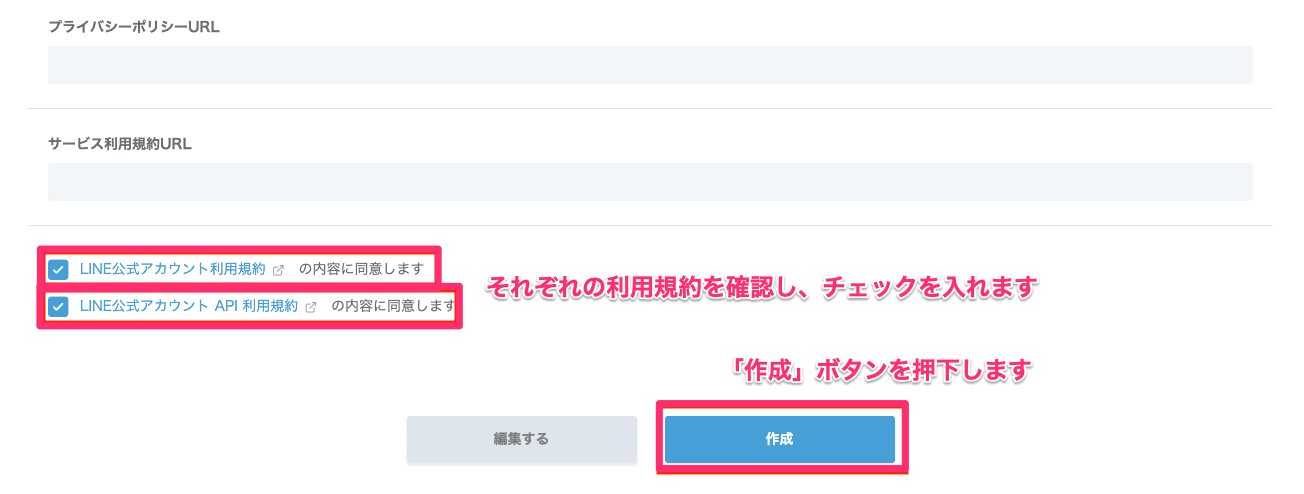 プライバシーポリシーURL
サービス利用規約URL
LINE公式アカウント利用規約 の内容に同意します
LINE公式アカウント API 利用規約 の内容に同意します
それぞれの利用規約を確認し、チェックを入れます
「作成」ボタンを押下します
編集する
作成